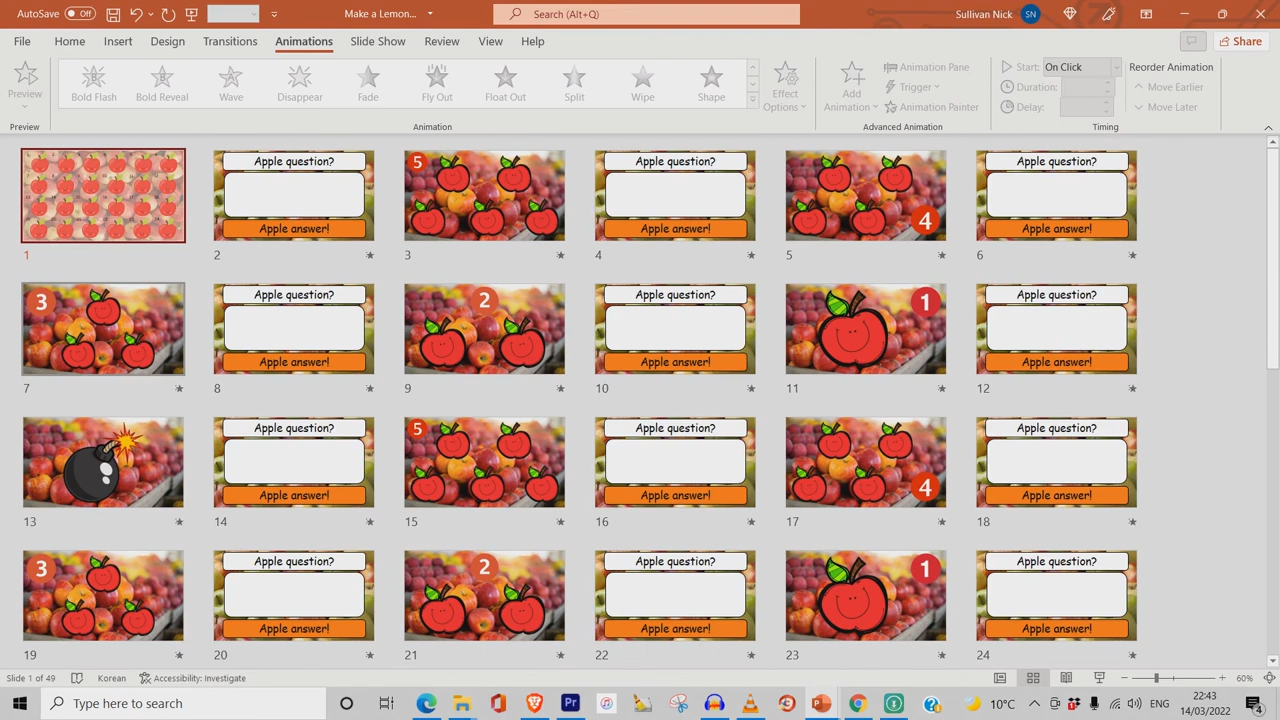 AutoSave Off Make a Lemon... Search (Alt+Q) Sullivan Nick
File Home Insert Design Transitions Animations Slide Show Review View Help Share
Preview Bold Flash Bold Reveal Wave Disappear Fade Fly Out Float Out Split Wipe Shape Effect Options Add Animation Animation Pane Trigger Animation Painter Start: On Click Duration: Delay: Reorder Animation Move Earlier Move Later
Preview Animation Advanced Animation Timing
Apple question? 5 Apple question? Apple question?
Apple answer! Apple answer! 4 Apple answer!
1 2 3 4 5 6
3 Apple question? 2 Apple question? 1 Apple question?
Apple answer! Apple answer! Apple answer!
7 8 9 10 11 12
Apple question? 5 Apple question? Apple question?
Apple answer! Apple answer! 4 Apple answer!
13 14 15 16 17 18
3 Apple question? 2 Apple question? 1 Apple question?
Apple answer! Apple answer! Apple answer!
19 20 21 22 23 24
Slide 1 of 49 Korean Accessibility: Investigate 60%
Type here to search 10°C ENG 22:43
14/03/2022 4